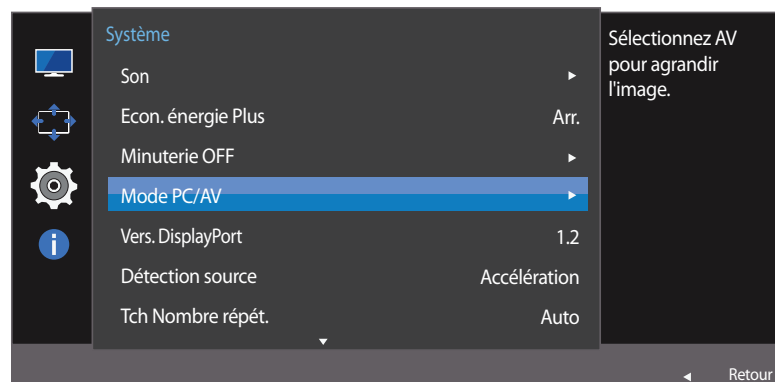 Système
Son
Econ. énergie Plus Arr.
Minuterie OFF
Mode PC/AV
Vers. DisplayPort 1.2
Détection source Accélération
Tch Nombre répét. Auto
Sélectionnez AV
pour agrandir
l'image.
Retour